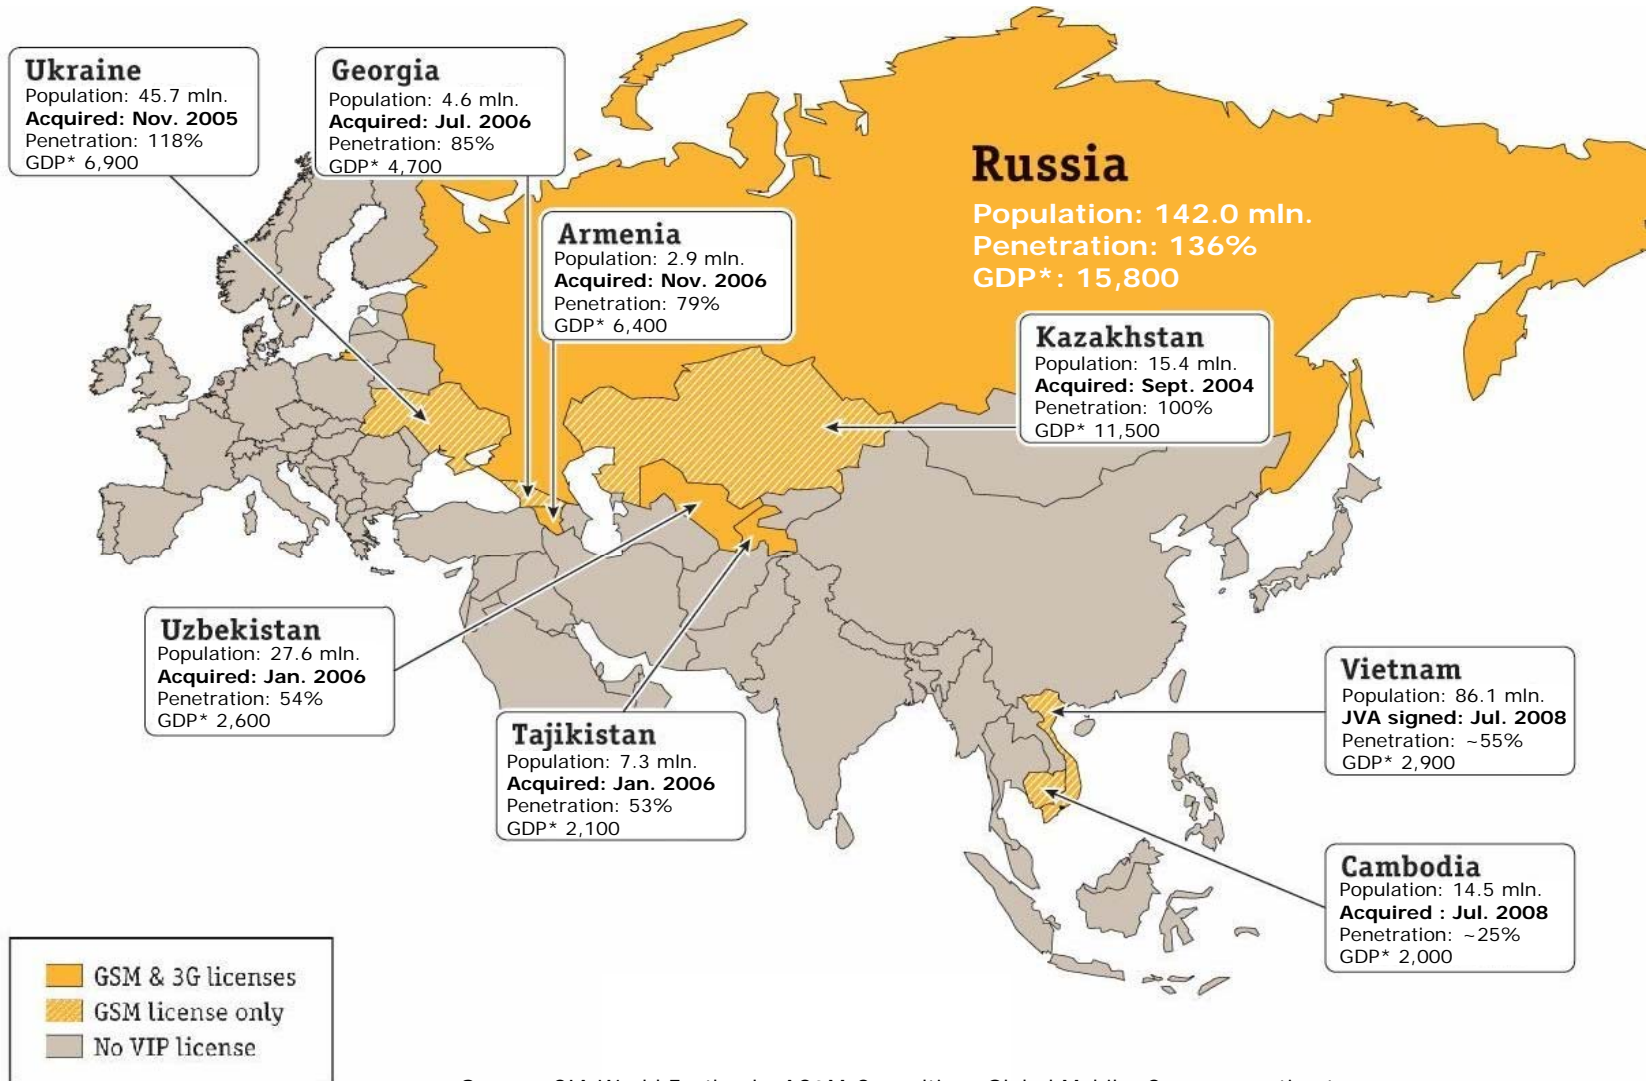 Ukraine
Population: 45.7 mln.
Acquired: Nov. 2005
Penetration: 118%
GDP* 6,900
Georgia
Population: 4.6 mln.
Acquired: Jul. 2006
Penetration: 85%
GDP* 4,700
Armenia
Population: 2.9 mln.
Acquired: Nov. 2006
Penetration: 79%
GDP* 6,400
Russia
Population: 142.0 mln.
Penetration: 136%
GDP*: 15,800
Kazakhstan
Population: 15.4 mln.
Acquired: Sept. 2004
Penetration: 100%
GDP* 11,500
Uzbekistan
Population: 27.6 mln.
Acquired: Jan. 2006
Penetration: 54%
GDP* 2,600
Tajikistan
Population: 7.3 mln.
Acquired: Jan. 2006
Penetration: 53%
GDP* 2,100
Vietnam
Population: 86.1 mln.
JVA signed: Jul. 2008
Penetration: ~55%
GDP* 2,900
Cambodia
Population: 14.5 mln.
Acquired : Jul. 2008
Penetration: ~25%
GDP* 2,000
GSM & 3G licenses
GSM license only
No VIP license